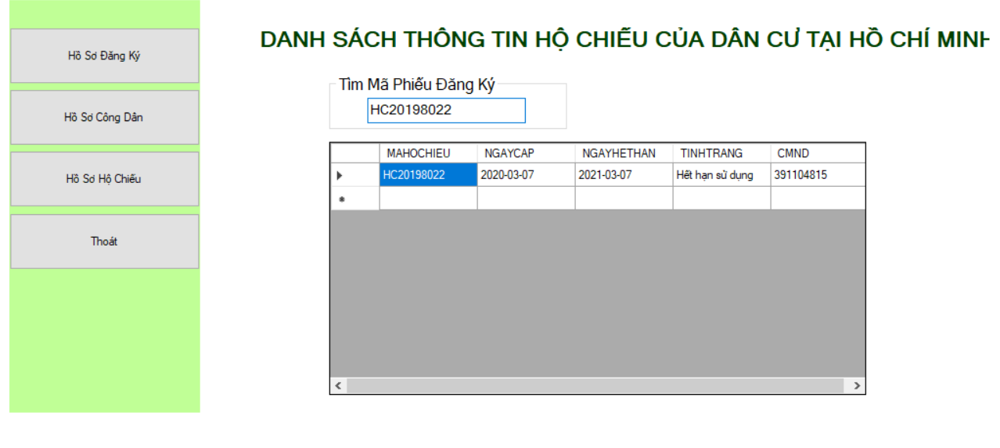 Hồ Sơ Đăng Ký
Hồ Sơ Công Dân
Hồ Sơ Hộ Chiếu
Thoát
DANH SÁCH THÔNG TIN HỘ CHIẾU CỦA DÂN CƯ TẠI HỒ CHÍ MINH
Tìm Mã Phiếu Đăng Ký
HC20198022
MAHOCHIEU NGAYCAP NGAYHETHAN TINHTRANG CMND
HC20198022 2020-03-07 2021-03-07 Hết hạn sử dụng 391104815